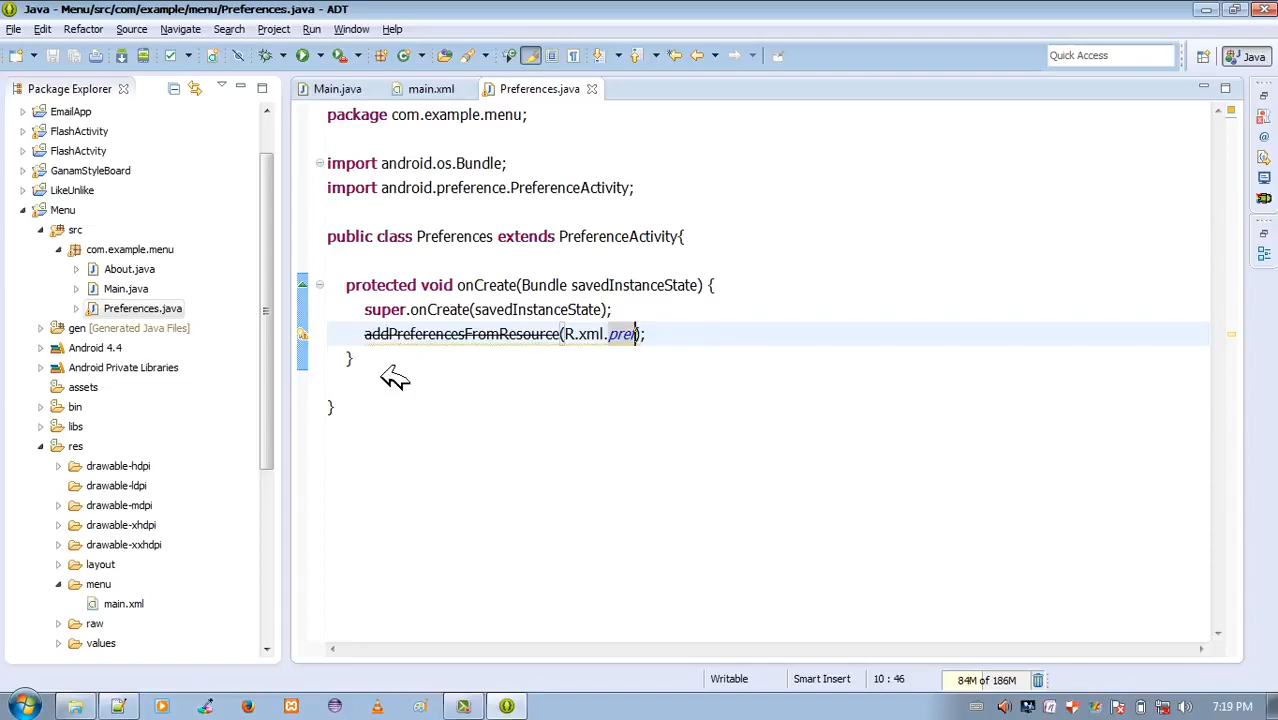 Java - Menu/src/com/example/menu/Preferences.java - ADT
File Edit Refactor Source Navigate Search Project Run Window Help
Quick Access
Java
Package Explorer
Main.java
main.xml
Preferences.java
EmailApp
FlashActivity
FlashActvity
GanamStyleBoard
LikeUnlike
Menu
src
com.example.menu
About.java
Main.java
Preferences.java
gen [Generated Java Files]
Android 4.4
Android Private Libraries
assets
bin
libs
res
drawable-hdpi
drawable-ldpi
drawable-mdpi
drawable-xhdpi
drawable-xxhdpi
layout
menu
main.xml
raw
values
package com.example.menu;
import android.os.Bundle;
import android.preference.PreferenceActivity;
public class Preferences extends PreferenceActivity{
protected void onCreate(Bundle savedInstanceState) {
super.onCreate(savedInstanceState);
addPreferencesFromResource(R.xml.pref);
}
}
Writable
Smart Insert
10 : 46
84M of 186M
7:19 PM